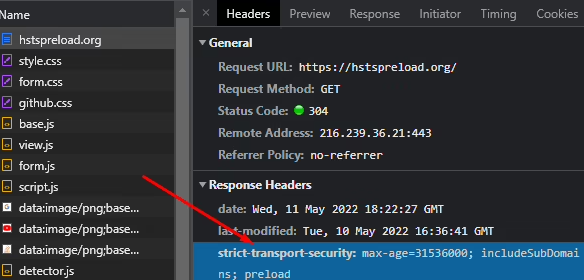 Name
hstspreload.org
style.css
form.css
github.css
base.js
view.js
form.js
script.js
data:image/png;base...
data:image/png;base...
data:image/png;base...
detector.js
× Headers Preview Response Initiator Timing Cookies
▼ General
Request URL: https://hstspreload.org/
Request Method: GET
Status Code: 304
Remote Address: 216.239.36.21:443
Referrer Policy: no-referrer
▼ Response Headers
date: Wed, 11 May 2022 18:22:27 GMT
last-modified: Tue, 10 May 2022 16:36:41 GMT
strict-transport-security: max-age=31536000; includeSubDomai
ns; preload